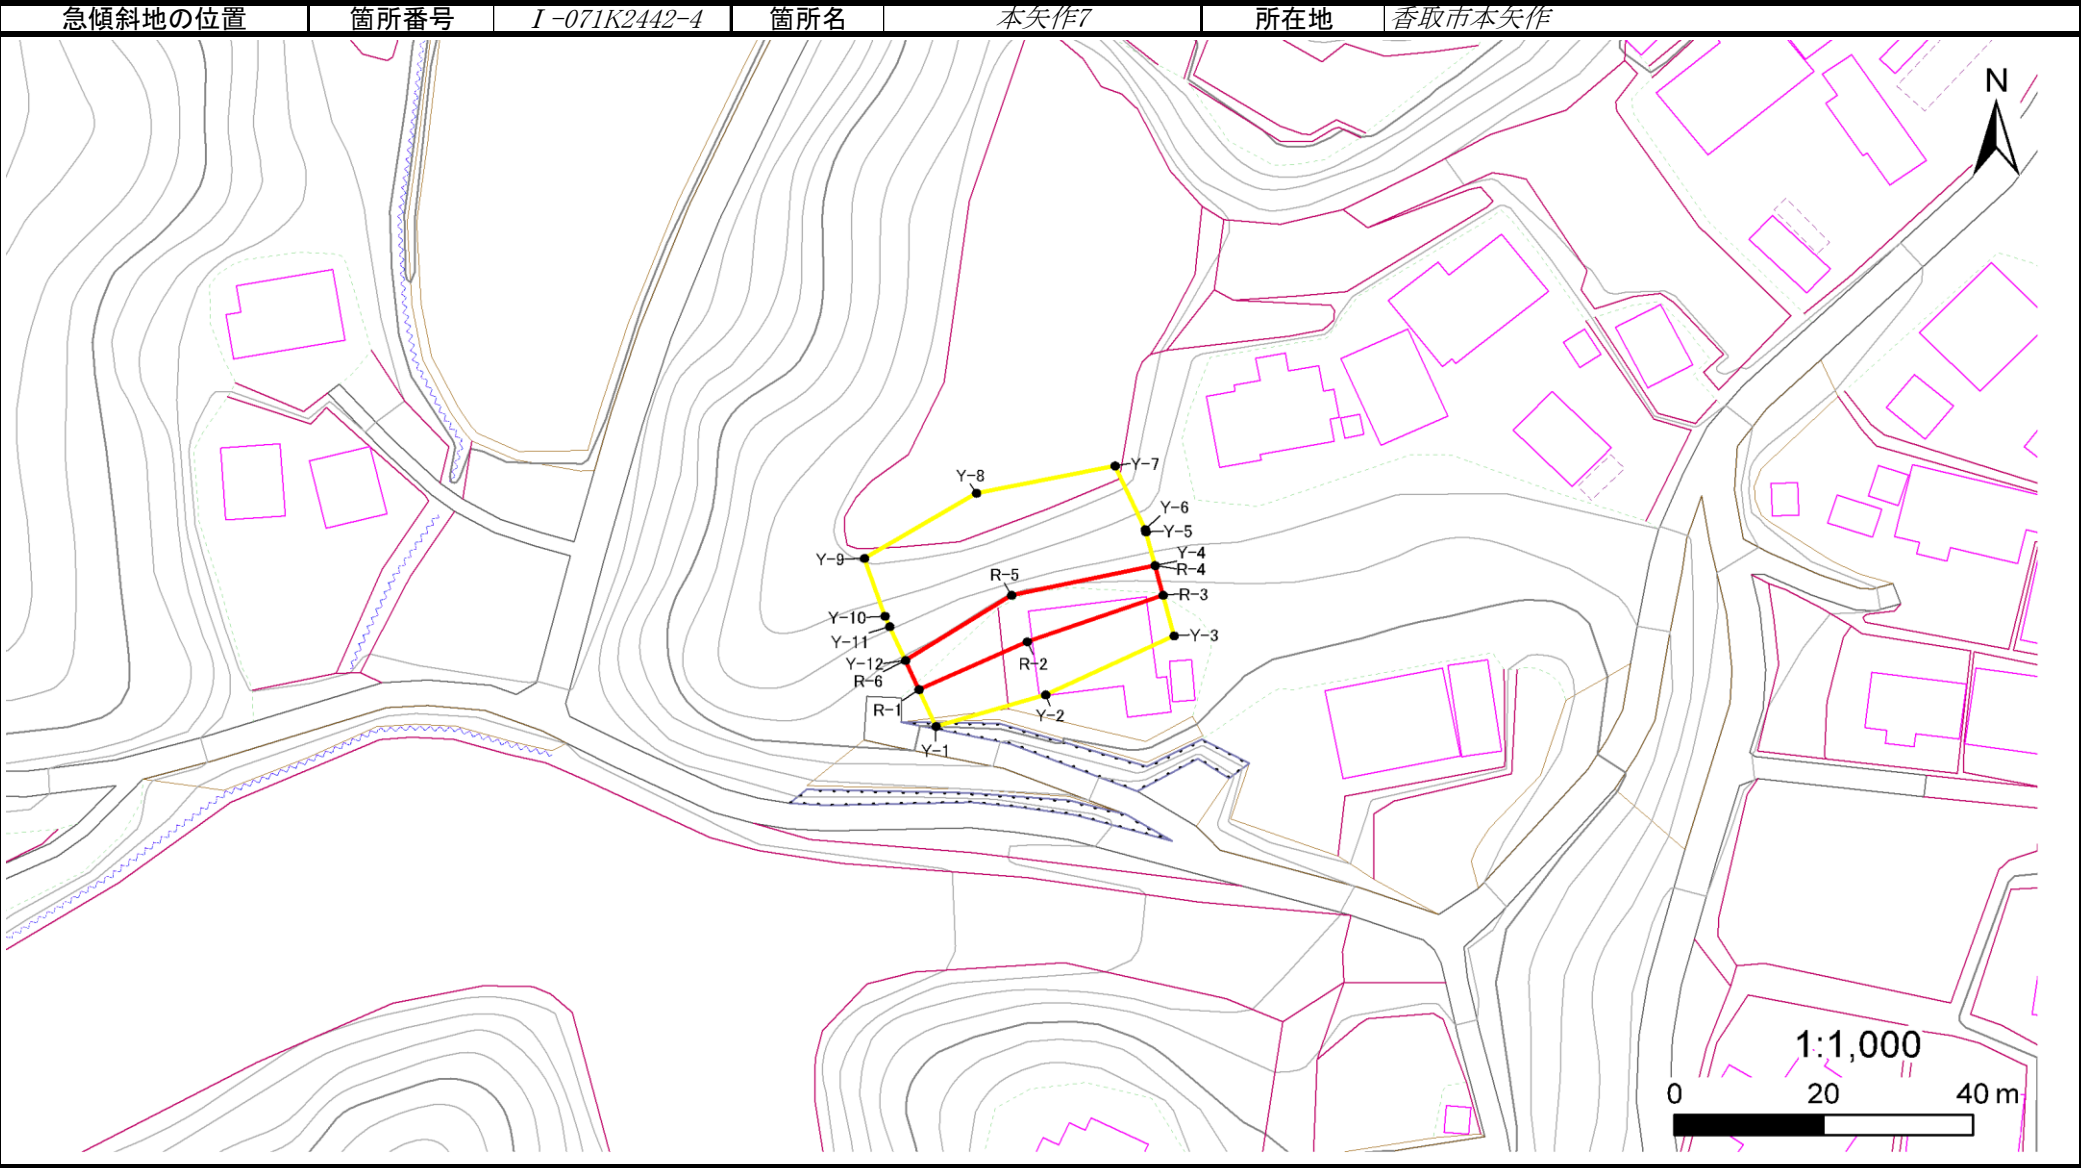 急傾斜地の位置 箇所番号 Ⅰ-071K2442-4 箇所名 本矢作7 所在地 香取市本矢作
N
Y-7
Y-8
Y-6
Y-5
Y-4
Y-9
R-4
R-5
R-3
Y-10
Y-11
Y-3
Y-12
R-2
R-6
R-1
Y-2
Y-1
1:1,000
0 20 40 m